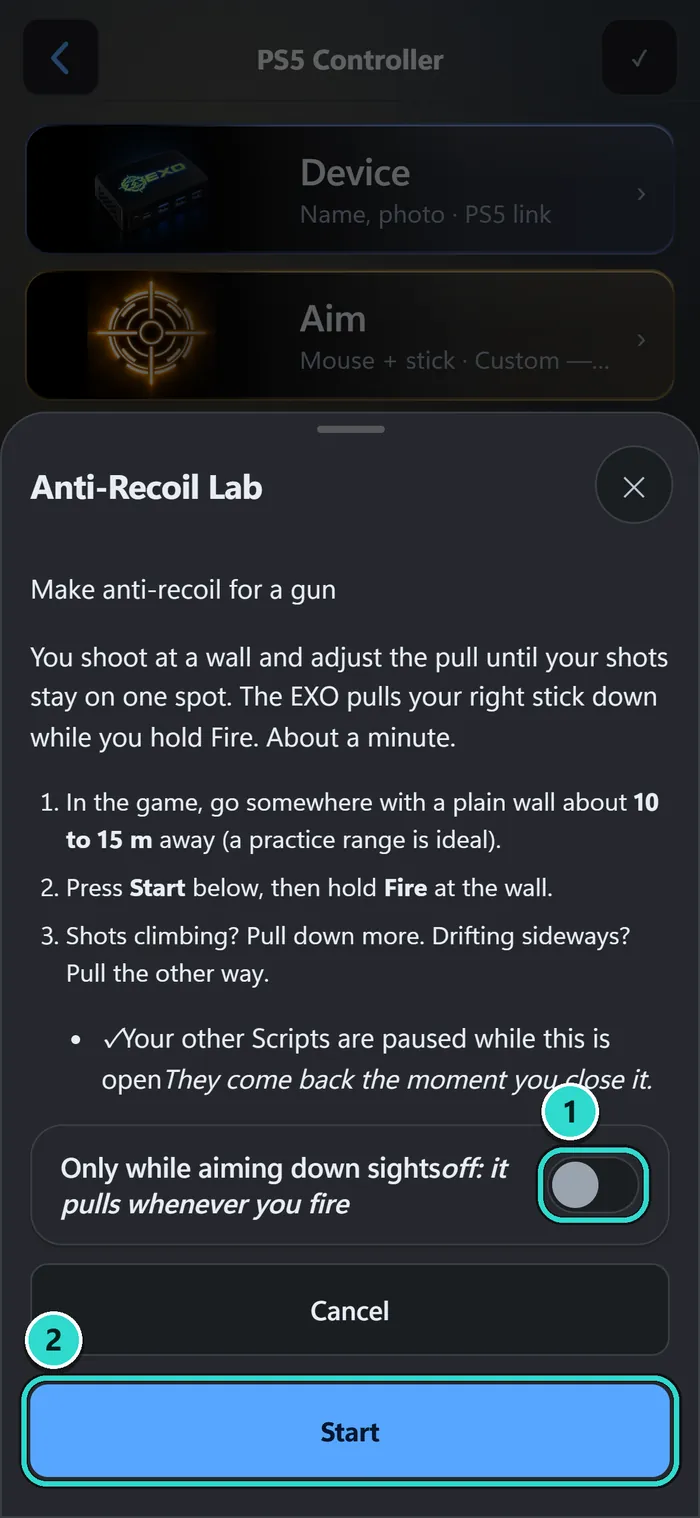 PS5 Controller
✓
EXO
Device
Name, photo · PS5 link
Aim
Mouse + stick · Custom —...
Anti-Recoil Lab
Make anti-recoil for a gun
You shoot at a wall and adjust the pull until your shots
stay on one spot. The EXO pulls your right stick down
while you hold Fire. About a minute.
1. In the game, go somewhere with a plain wall about 10
to 15 m away (a practice range is ideal).
2. Press Start below, then hold Fire at the wall.
3. Shots climbing? Pull down more. Drifting sideways?
Pull the other way.
• ✓Your other Scripts are paused while this is
openThey come back the moment you close it.
1
Only while aiming down sightsoff: it
pulls whenever you fire
Cancel
2
Start